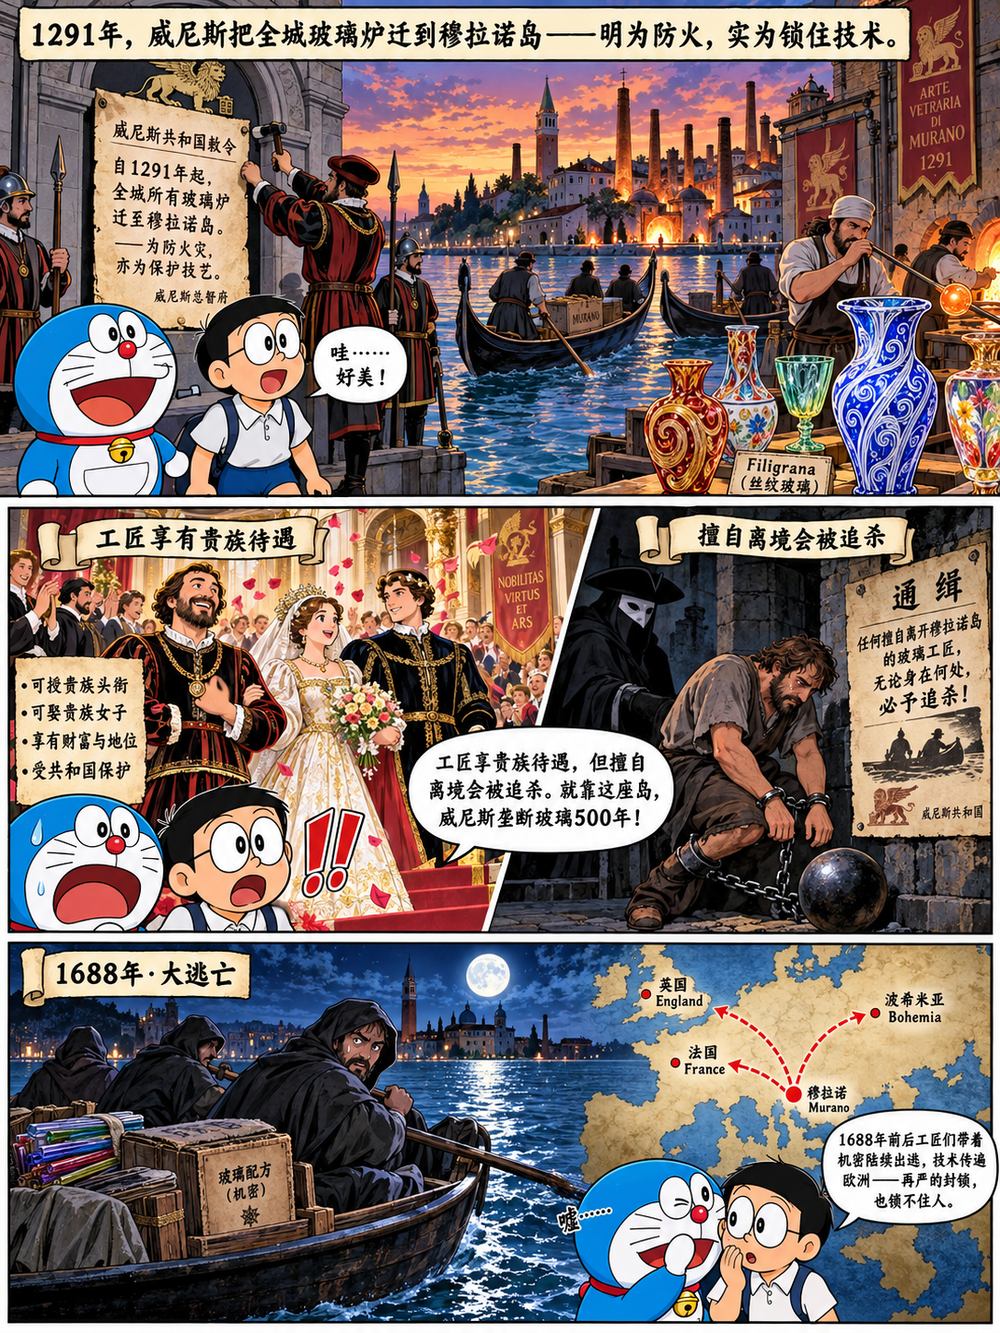 1291年，威尼斯把全城玻璃炉迁到穆拉诺岛——明为防火，实为锁住技术。
威尼斯共和国敕令
自1291年起，
全城所有玻璃炉
迁至穆拉诺岛。
——为防火灾，
亦为保护技艺。
威尼斯总督府
ARTE
VETRARIA
DI
MURANO
1291
MURANO
哇……
好美！
Filigrana
（丝纹玻璃）
工匠享有贵族待遇
NOBILITAS
VIRTUS
ET
ARS
•可授贵族头衔
•可娶贵族女子
•享有财富与地位
•受共和国保护
!!
工匠享贵族待遇，但擅自
离境会被追杀。就靠这座岛，
威尼斯垄断玻璃500年！
擅自离境会被追杀
通缉
任何擅自离开穆拉诺岛
的玻璃工匠，
无论身在何处，
必予追杀！
威尼斯共和国
1688年·大逃亡
玻璃配方
（机密）
英国
England
波希米亚
Bohemia
法国
France
穆拉诺
Murano
1688年前后工匠们带着
机密陆续出逃，技术传遍
欧洲——再严的封锁，
也锁不住人。
嘘……